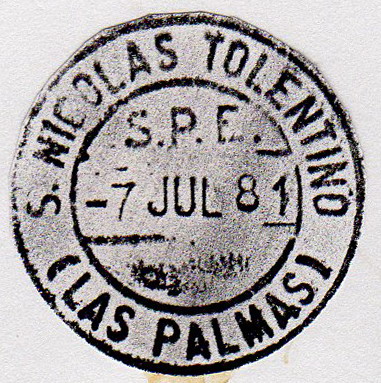 S. NICOLAS TOLENTINO
S.P.E.
-7 JUL 81
(LAS PALMAS)